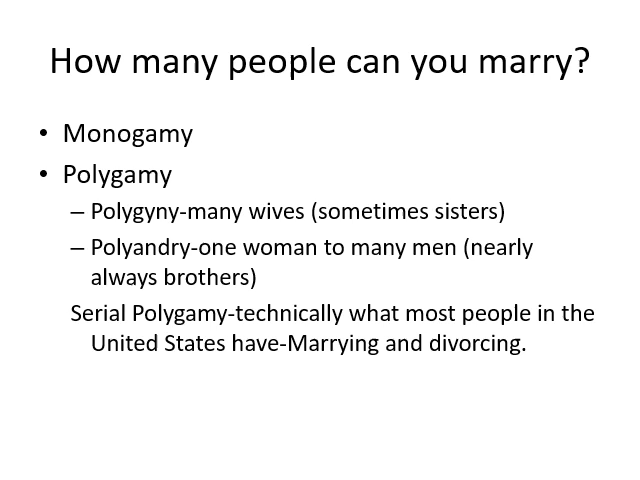 How many people can you marry?
• Monogamy
• Polygamy
– Polygyny-many wives (sometimes sisters)
– Polyandry-one woman to many men (nearly
always brothers)
Serial Polygamy-technically what most people in the
United States have-Marrying and divorcing.